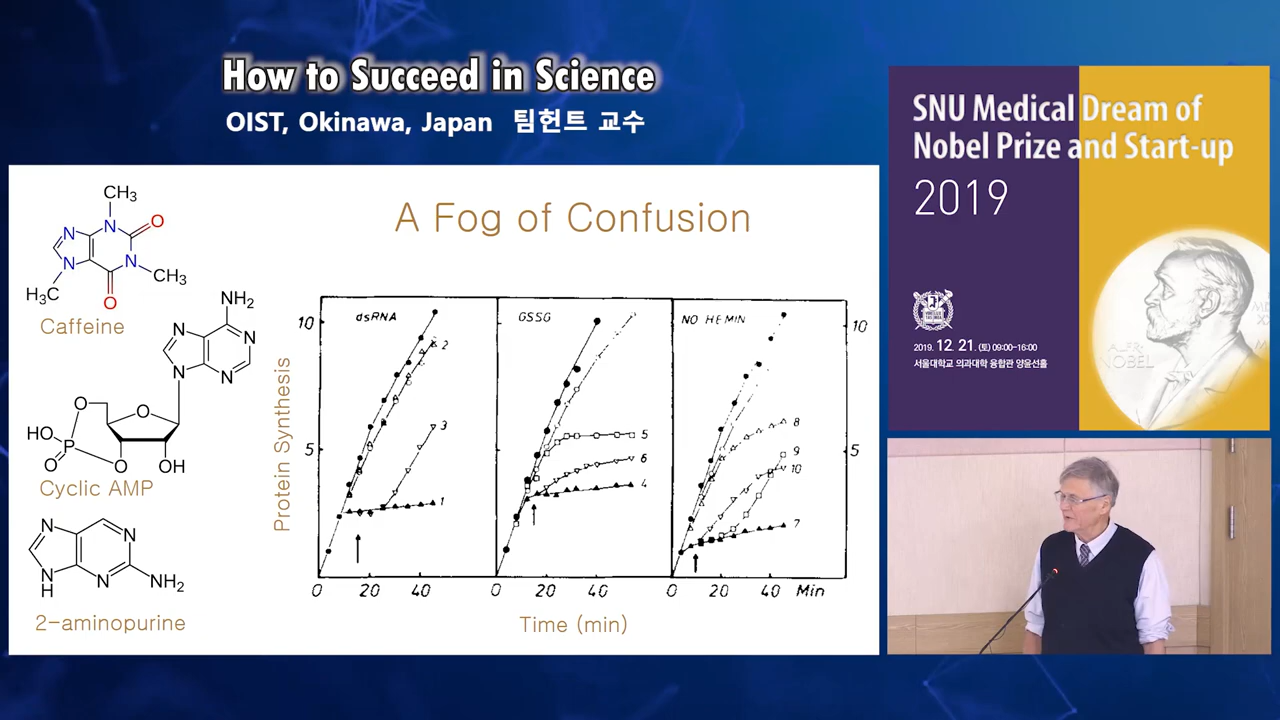 How to Succeed in Science
OIST, Okinawa, Japan 팀헌트 교수
A Fog of Confusion
CH₃
N
O
N
N
N
CH₃
H₃C
O
Caffeine
NH₂
N
N
N
N
O
O
HO
P
O
O
OH
Cyclic AMP
N
N
N
H
N
NH₂
2-aminopurine
Protein Synthesis
10
5
dsRNA
2
3
1
GSSG
5
6
4
NO HEMIN
8
9
10
7
10
5
0 20 40
0 20 40
0 20 40 Min
Time (min)
SNU Medical Dream of
Nobel Prize and Start-up
2019
2019. 12. 21. (토) 09:00~16:00
서울대학교 의과대학 융합관 양윤선홀
ALFR.
NOBEL